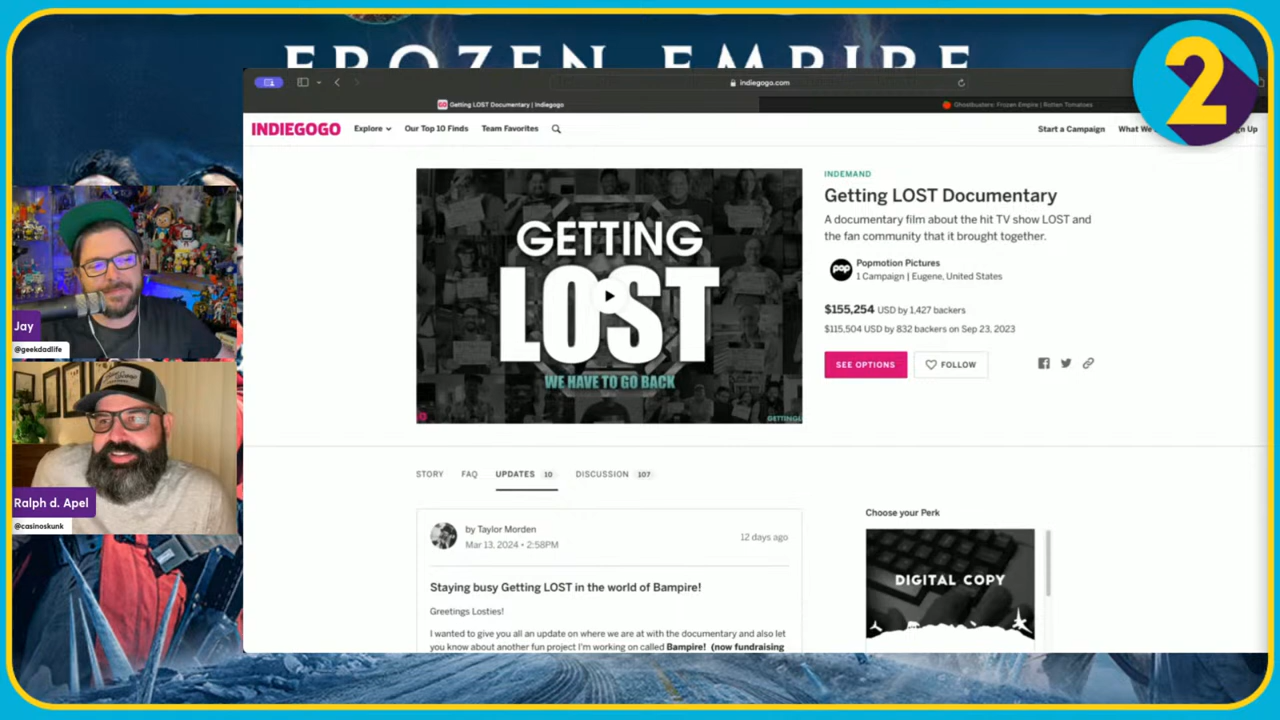 FROZEN EMPIRE
2
indiegogo.com
GO Getting LOST Documentary | Indiegogo
Ghostbusters: Frozen Empire | Rotten Tomatoes
INDIEGOGO
Explore
Our Top 10 Finds
Team Favorites
Start a Campaign
What We
gn Up
GETTING
LOST
WE HAVE TO GO BACK
GETTINGL
INDEMAND
Getting LOST Documentary
A documentary film about the hit TV show LOST and
the fan community that it brought together.
pop
Popmotion Pictures
1 Campaign | Eugene, United States
$155,254 USD by 1,427 backers
$115,504 USD by 832 backers on Sep 23, 2023
SEE OPTIONS
FOLLOW
Jay
@geekdadlife
Ralph d. Apel
@casinoskunk
STORY
FAQ
UPDATES 10
DISCUSSION 107
by Taylor Morden
Mar 13, 2024 • 2:58PM
12 days ago
Staying busy Getting LOST in the world of Bampire!
Greetings Losties!
I wanted to give you all an update on where we are at with the documentary and also let
you know about another fun project I'm working on called Bampire! (now fundraising
Choose your Perk
DIGITAL COPY